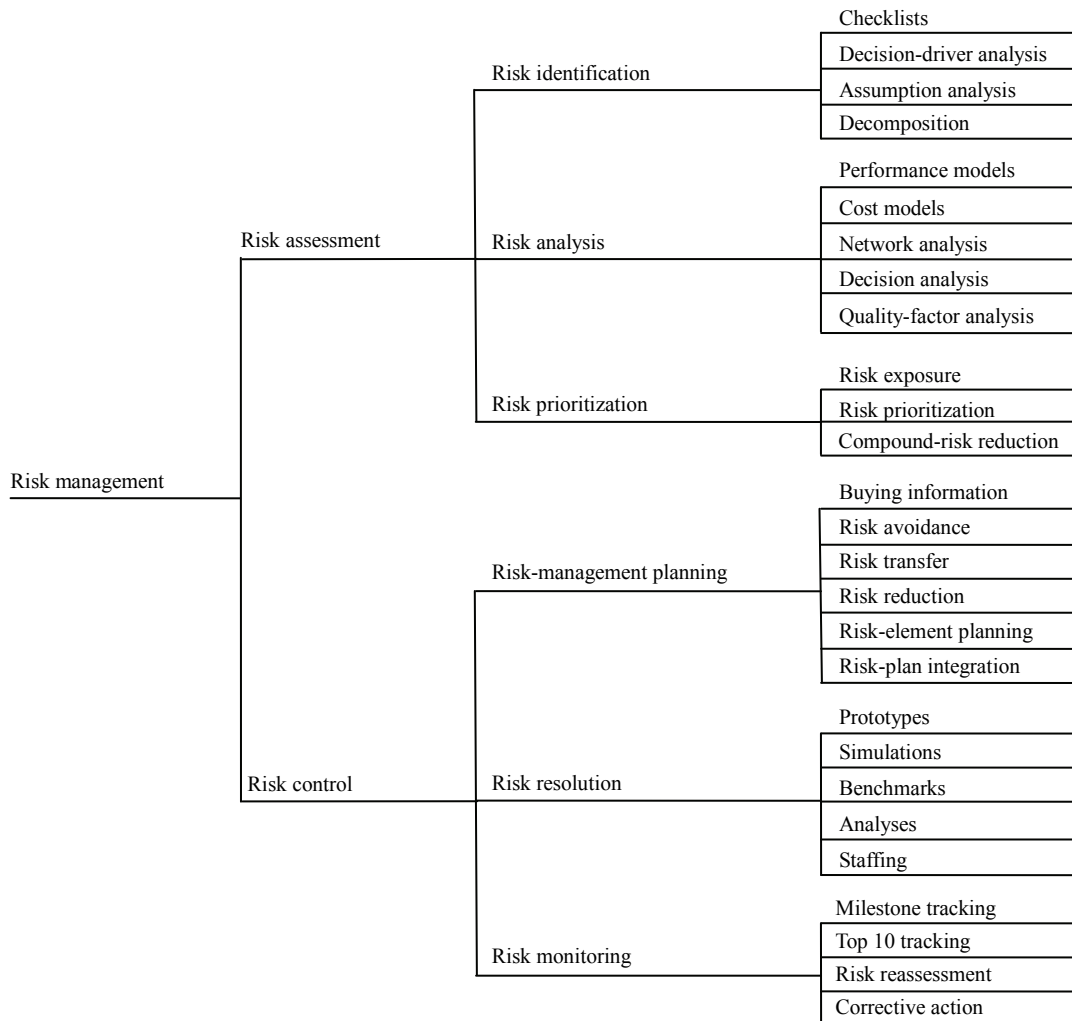 Risk management
Risk assessment
Risk identification
Checklists
Decision-driver analysis
Assumption analysis
Decomposition
Risk analysis
Performance models
Cost models
Network analysis
Decision analysis
Quality-factor analysis
Risk prioritization
Risk exposure
Risk prioritization
Compound-risk reduction
Risk control
Risk-management planning
Buying information
Risk avoidance
Risk transfer
Risk reduction
Risk-element planning
Risk-plan integration
Risk resolution
Prototypes
Simulations
Benchmarks
Analyses
Staffing
Risk monitoring
Milestone tracking
Top 10 tracking
Risk reassessment
Corrective action